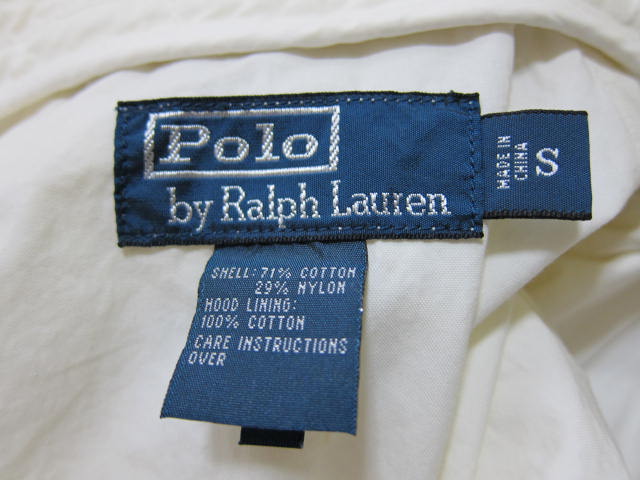 Polo
by Ralph Lauren
MADE IN
CHINA
S
SHELL: 71% COTTON
29% NYLON
HOOD LINING:
100% COTTON
CARE INSTRUCTIONS
OVER